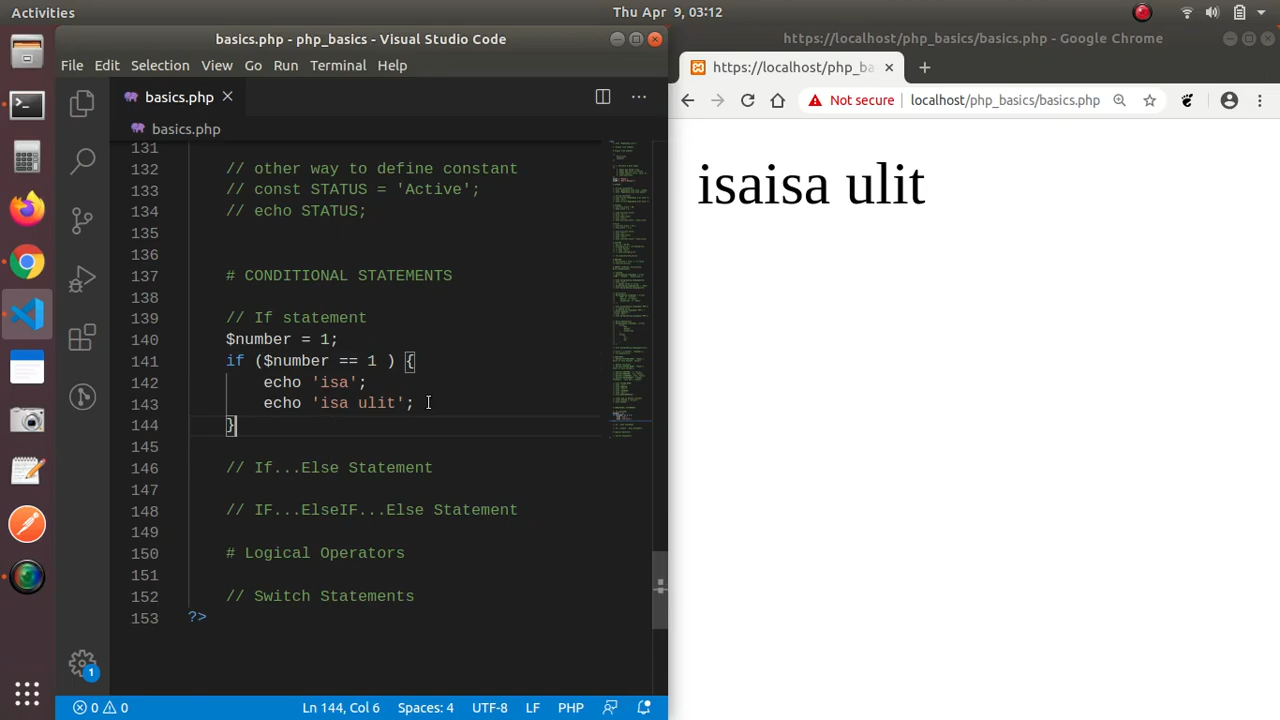 Activities
Thu Apr 9, 03:12
basics.php - php_basics - Visual Studio Code
File Edit Selection View Go Run Terminal Help
basics.php
basics.php
131
132 // other way to define constant
133 // const STATUS = 'Active';
134 // echo STATUS;
135
136
137 # CONDITIONAL STATEMENTS
138
139 // If statement
140 $number = 1;
141 if ($number == 1 ) {
142 echo 'isa';
143 echo 'isa ulit';
144 }
145
146 // If...Else Statement
147
148 // IF...ElseIF...Else Statement
149
150 # Logical Operators
151
152 // Switch Statements
153 ?>
1
0 0
Ln 144, Col 6 Spaces: 4 UTF-8 LF PHP
https://localhost/php_basics/basics.php - Google Chrome
https://localhost/php_ba
Not secure localhost/php_basics/basics.php
isaisa ulit